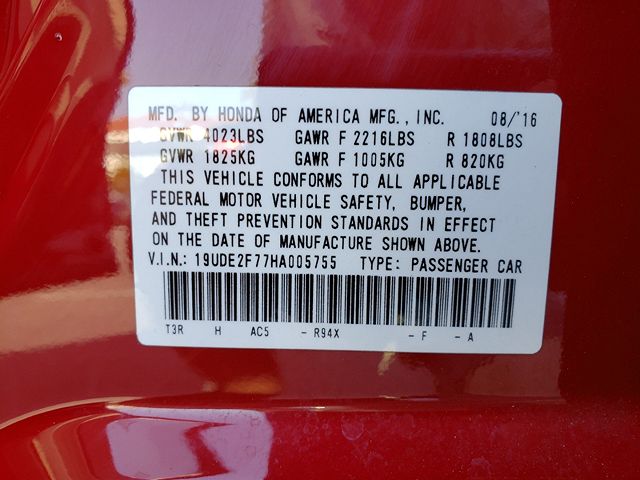 MFD. BY HONDA OF AMERICA MFG., INC. 08/'16
GVWR 4023LBS GAWR F 2216LBS R 1808LBS
GVWR 1825KG GAWR F 1005KG R 820KG
THIS VEHICLE CONFORMS TO ALL APPLICABLE
FEDERAL MOTOR VEHICLE SAFETY, BUMPER,
AND THEFT PREVENTION STANDARDS IN EFFECT
ON THE DATE OF MANUFACTURE SHOWN ABOVE.
V.I.N.: 19UDE2F77HA005755 TYPE: PASSENGER CAR
T3R H AC5 - R94X - F - A